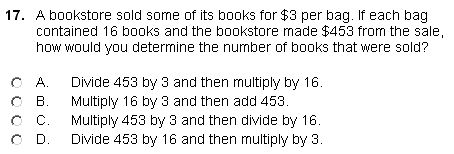 17. A bookstore sold some of its books for $3 per bag. If each bag
contained 16 books and the bookstore made $453 from the sale,
how would you determine the number of books that were sold?
A. Divide 453 by 3 and then multiply by 16.
B. Multiply 16 by 3 and then add 453.
C. Multiply 453 by 3 and then divide by 16.
D. Divide 453 by 16 and then multiply by 3.